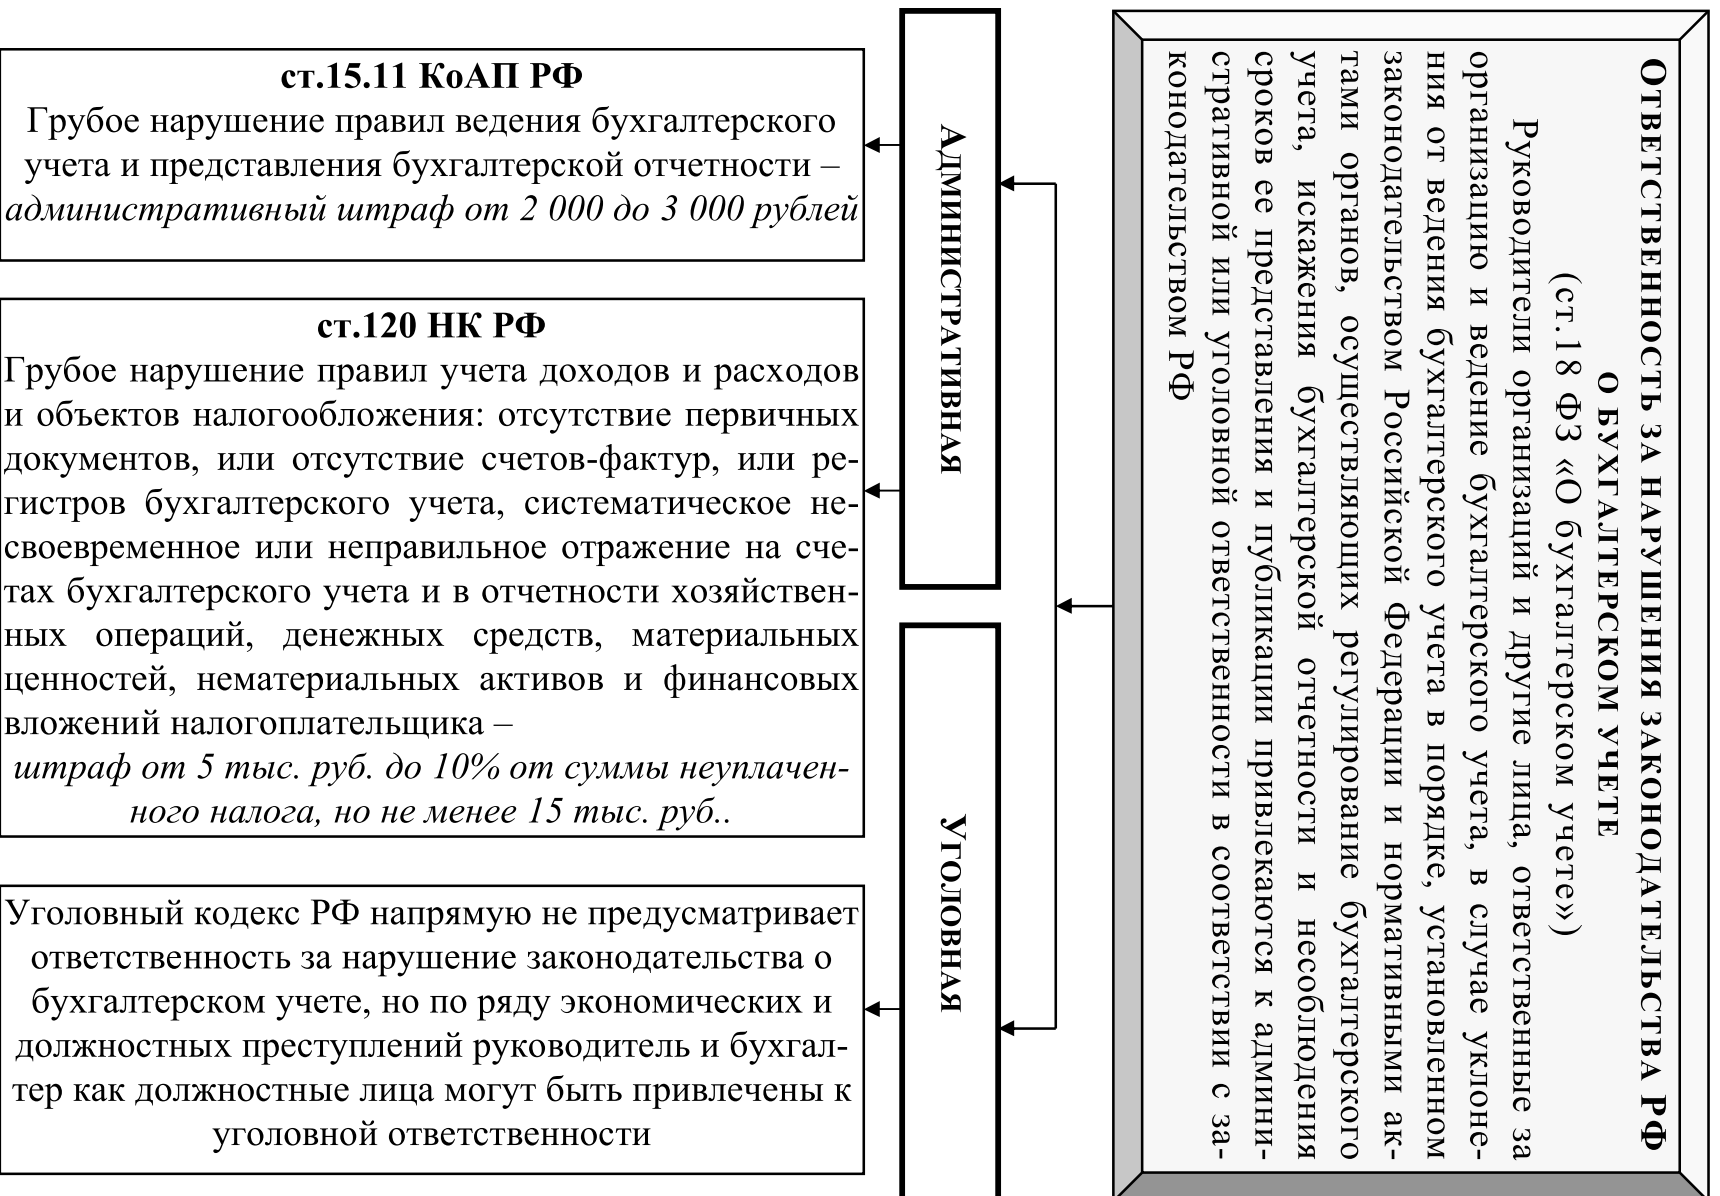 ОТВЕТСТВЕННОСТЬ ЗА НАРУШЕНИЯ ЗАКОНОДАТЕЛЬСТВА РФ
О БУХГАЛТЕРСКОМ УЧЕТЕ
(ст.18 ФЗ «О бухгалтерском учете»)
Руководители организаций и другие лица, ответственные за
организацию и ведение бухгалтерского учета, в случае уклоне-
ния от ведения бухгалтерского учета в порядке, установленном
законодательством Российской Федерации и нормативными ак-
тами органов, осуществляющих регулирование бухгалтерского
учета, искажения бухгалтерской отчетности и несоблюдения
сроков ее представления и публикации привлекаются к админи-
стративной или уголовной ответственности в соответствии с за-
конодательством РФ
АДМИНИСТРАТИВНАЯ
ст.15.11 КоАП РФ
Грубое нарушение правил ведения бухгалтерского
учета и представления бухгалтерской отчетности –
административный штраф от 2 000 до 3 000 рублей
ст.120 НК РФ
Грубое нарушение правил учета доходов и расходов
и объектов налогообложения: отсутствие первичных
документов, или отсутствие счетов-фактур, или ре-
гистров бухгалтерского учета, систематическое не-
своевременное или неправильное отражение на сче-
тах бухгалтерского учета и в отчетности хозяйствен-
ных операций, денежных средств, материальных
ценностей, нематериальных активов и финансовых
вложений налогоплательщика –
штраф от 5 тыс. руб. до 10% от суммы неуплачен-
ного налога, но не менее 15 тыс. руб..
УГОЛОВНАЯ
Уголовный кодекс РФ напрямую не предусматривает
ответственность за нарушение законодательства о
бухгалтерском учете, но по ряду экономических и
должностных преступлений руководитель и бухгал-
тер как должностные лица могут быть привлечены к
уголовной ответственности